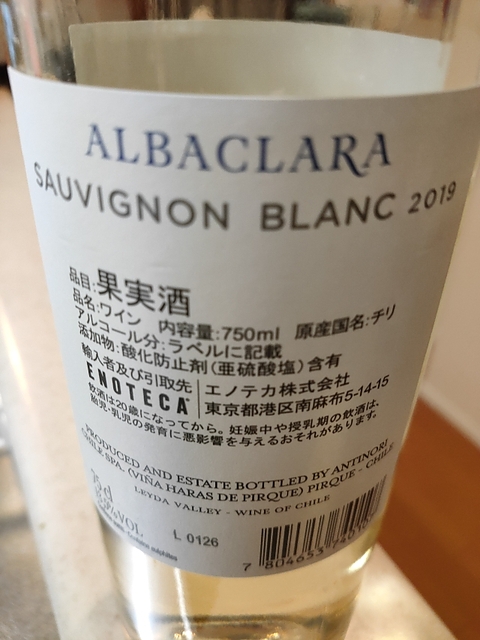 ALBACLARA
SAUVIGNON BLANC 2019
品目:果実酒
品名:ワイン 内容量:750ml 原産国名:チリ
アルコール分:ラベルに記載
添加物:酸化防止剤(亜硫酸塩)含有
輸入者及び引取先
ENOTECA
エノテカ株式会社
東京都港区南麻布5-14-15
飲酒は20歳になってから。妊娠中や授乳期の飲酒は、
胎児・乳児の発育に悪影響を与えるおそれがあります。
PRODUCED AND ESTATE BOTTLED BY ANTINORI
CHILE SPA. (VIÑA HARAS DE PIRQUE) PIRQUE - CHILE
LEYDA VALLEY - WINE OF CHILE
75 cl
%VOL
L 0126
sulphites